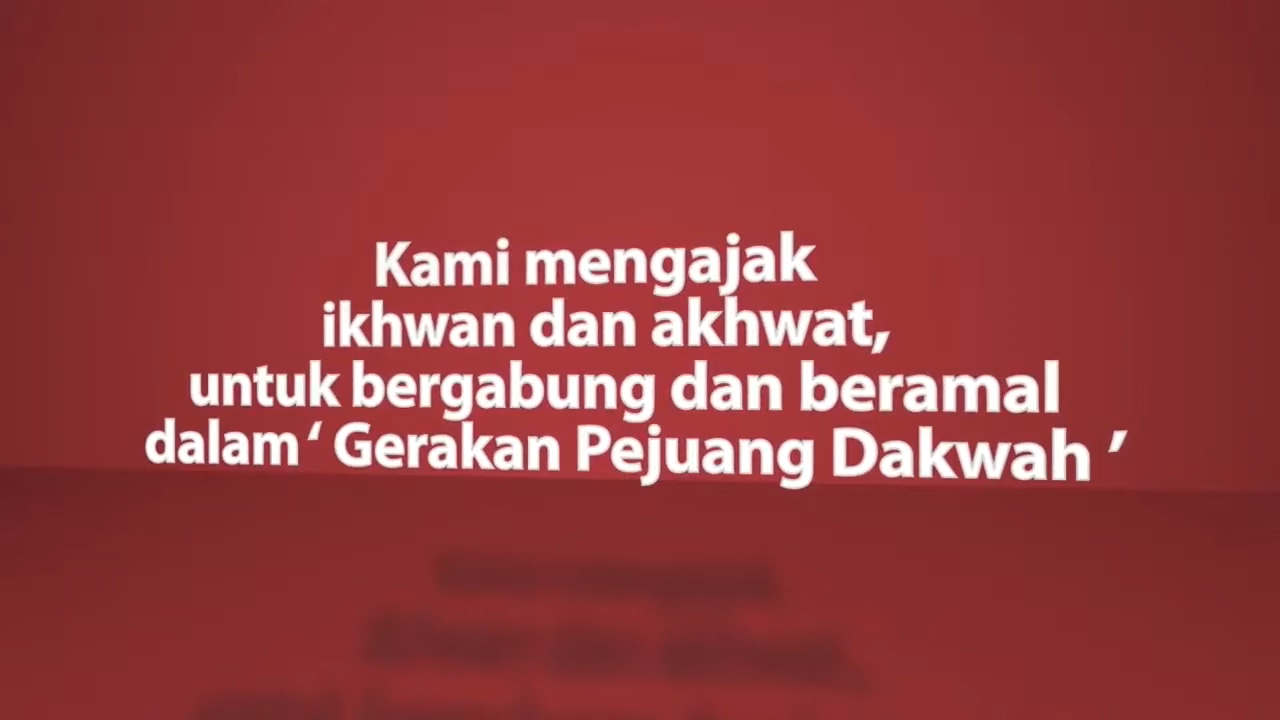 Kami mengajak
ikhwan dan akhwat,
untuk bergabung dan beramal
dalam ‘ Gerakan Pejuang Dakwah ’